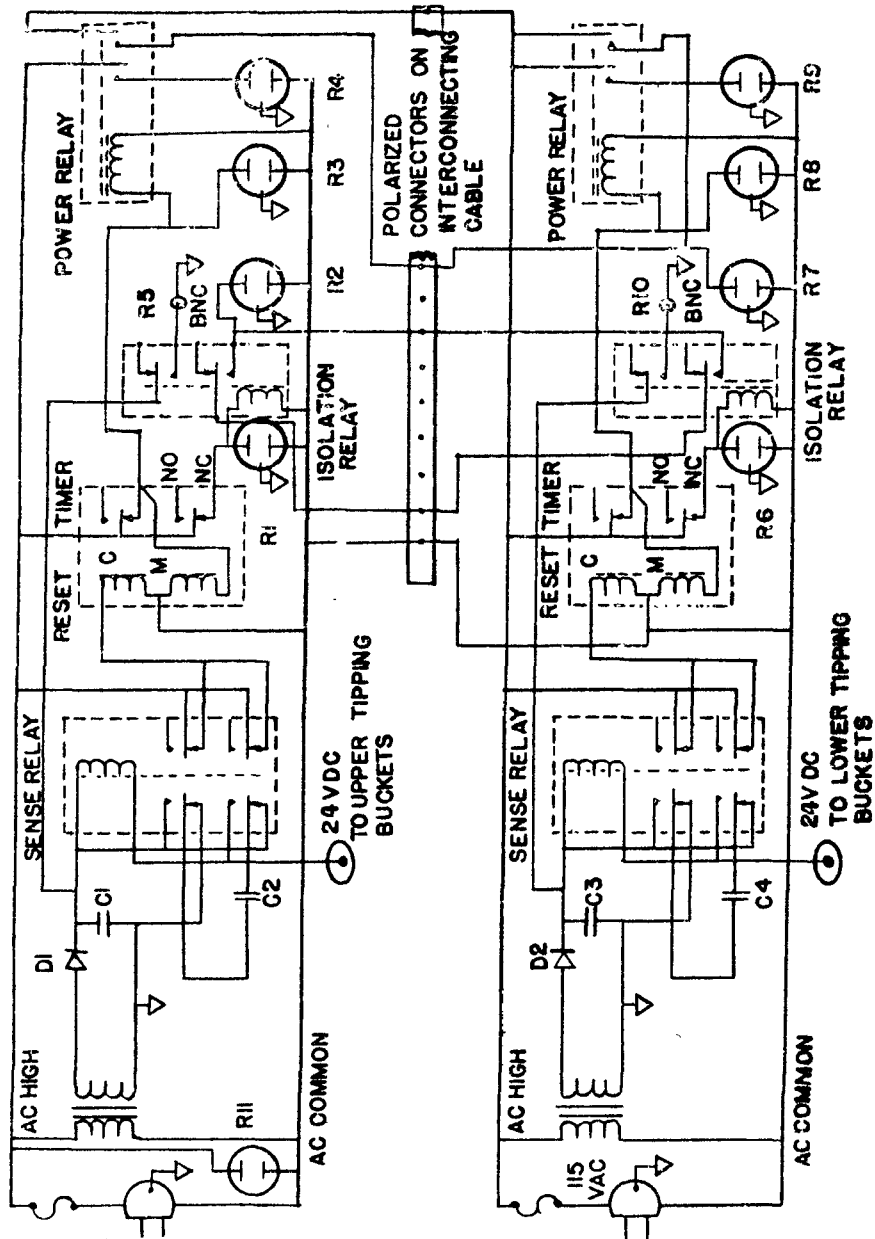 AC HIGH
D1
C1
C2
SENSE RELAY
24VDC
TO UPPER TIPPING
BUCKETS
RESET TIMER
C
M
NO
NC
R1
ISOLATION
RELAY
R5
BNC
R2
POWER RELAY
R3
R4
R11
AC COMMON
POLARIZED
CONNECTORS ON
INTERCONNECTING
CABLE
115
VAC
AC HIGH
D2
C3
C4
SENSE RELAY
24V DC
TO LOWER TIPPING
BUCKETS
RESET TIMER
C
M
NO
NC
R6
ISOLATION
RELAY
R10
BNC
R7
POWER RELAY
R8
R9
AC COMMON